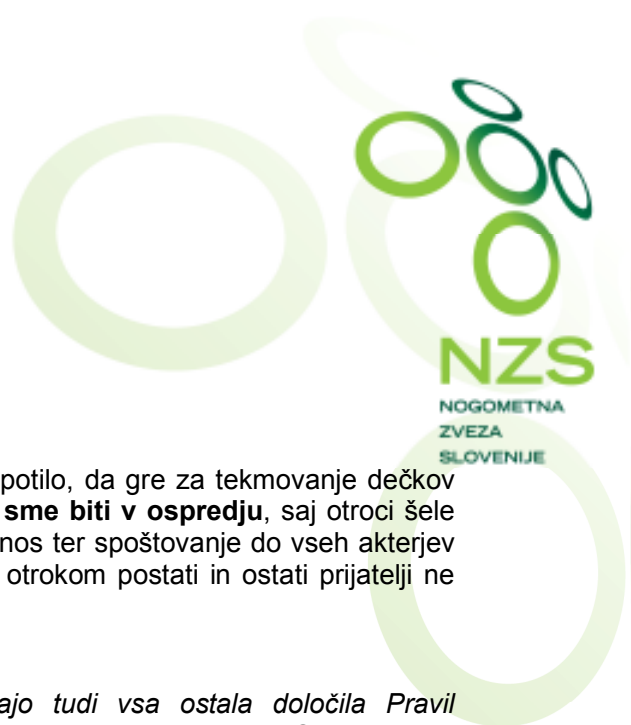 NZS
NOGOMETNA
ZVEZA
SLOVENIJE
potilo, da gre za tekmovanje dečkov
sme biti v ospredju, saj otroci šele
nos ter spoštovanje do vseh akterjev
otrokom postati in ostati prijatelji ne
ajo tudi vsa ostala določila Pravil